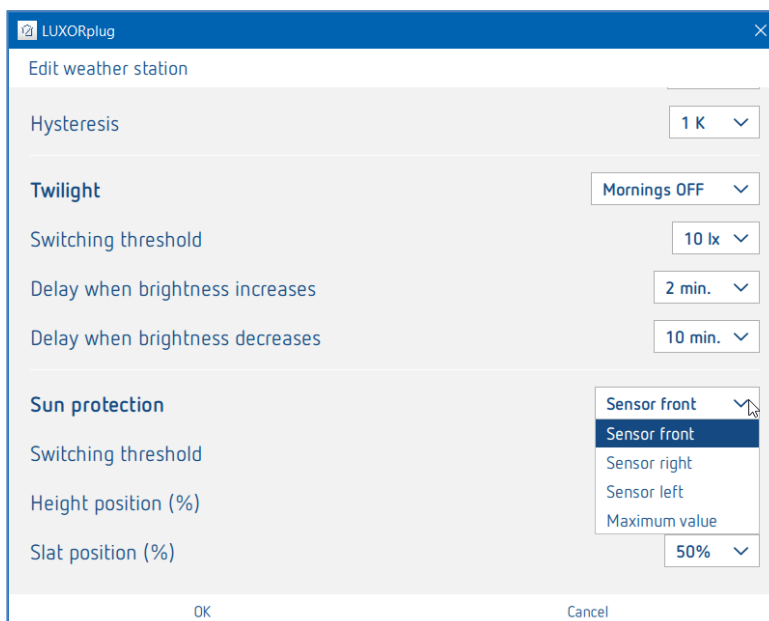 LUXORplug
Edit weather station
Hysteresis 1 K
Twilight Mornings OFF
Switching threshold 10 lx
Delay when brightness increases 2 min.
Delay when brightness decreases 10 min.
Sun protection Sensor front
Sensor front
Switching threshold
Sensor right
Sensor left
Height position (%)
Maximum value
Slat position (%) 50%
OK Cancel